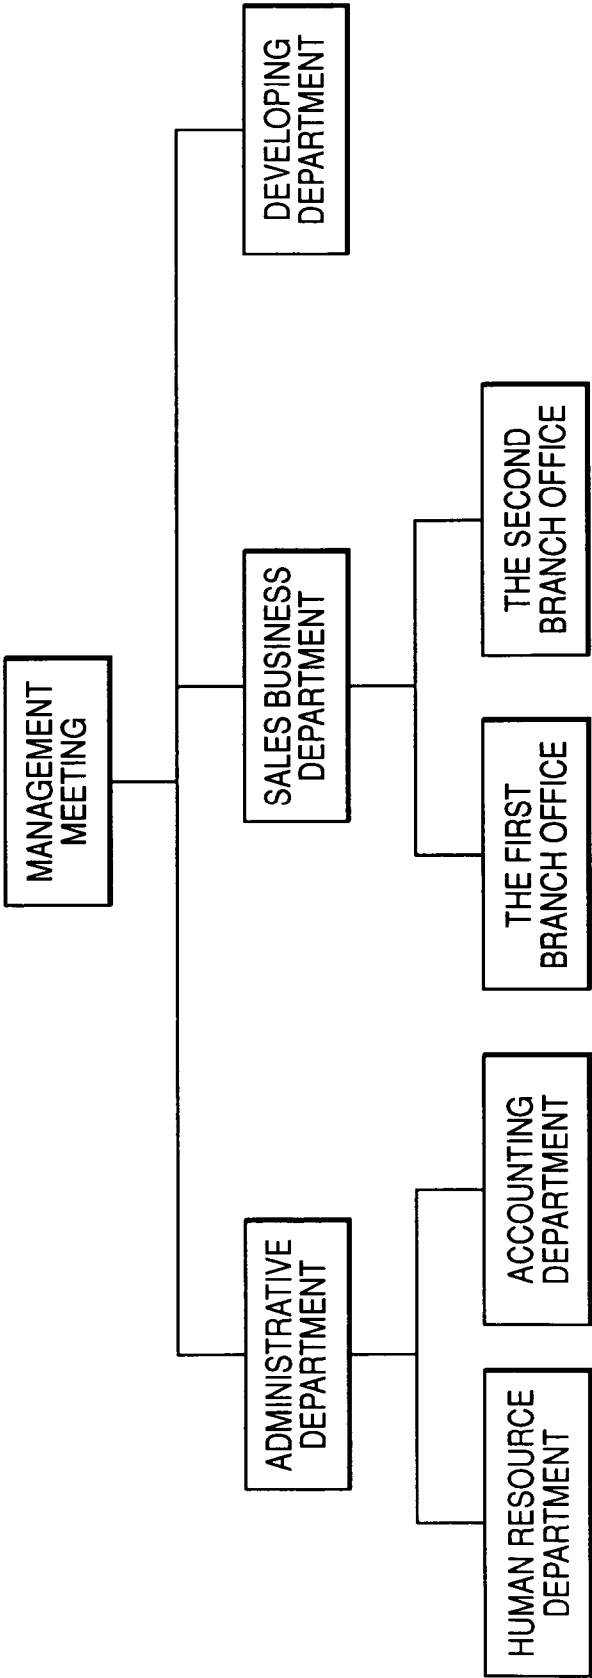 MANAGEMENT
MEETING
ADMINISTRATIVE
DEPARTMENT
SALES BUSINESS
DEPARTMENT
DEVELOPING
DEPARTMENT
HUMAN RESOURCE
DEPARTMENT
ACCOUNTING
DEPARTMENT
THE FIRST
BRANCH OFFICE
THE SECOND
BRANCH OFFICE